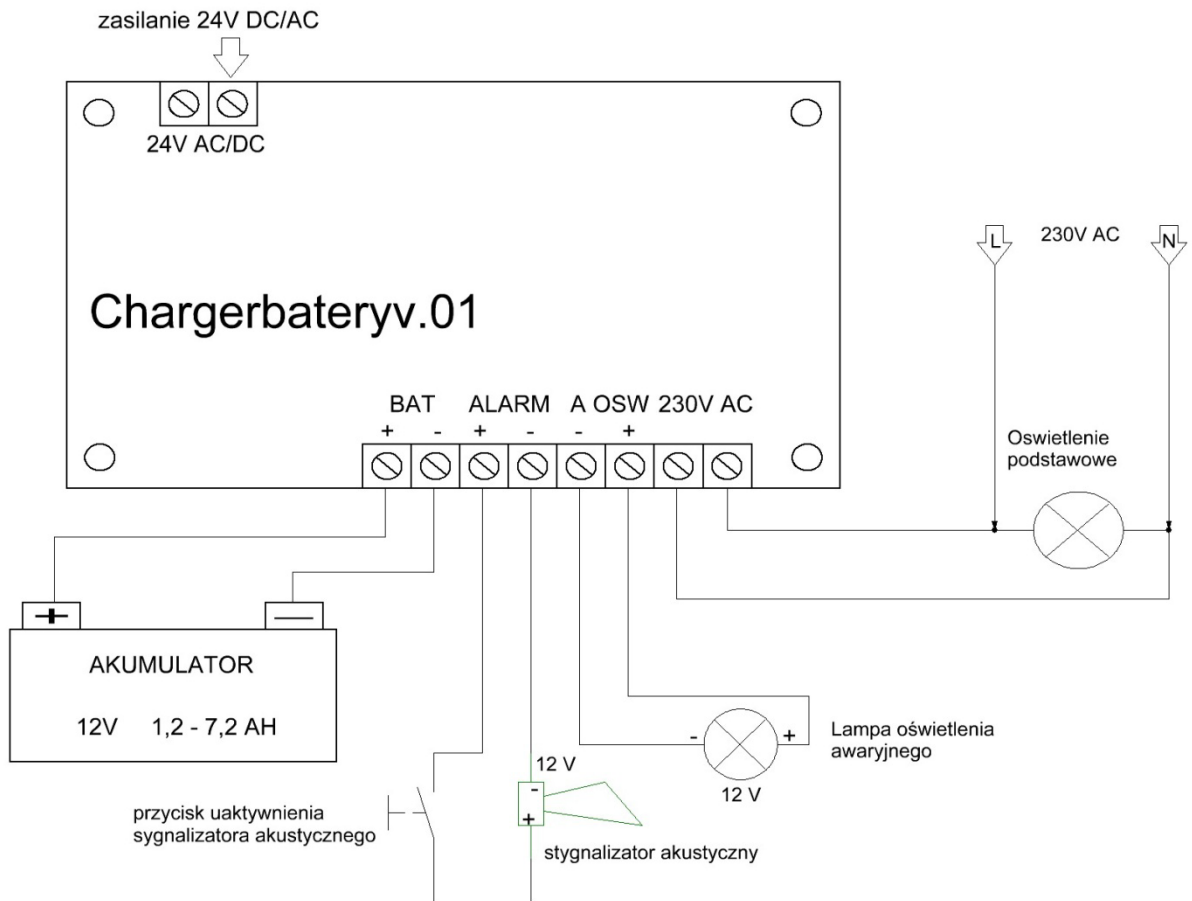 zasilanie 24V DC/AC
24V AC/DC
Chargerbateryv.01
BAT ALARM A OSW 230V AC
+ - + - - +
L 230V AC N
Oswietlenie
podstawowe
+ —
AKUMULATOR
12V 1,2 - 7,2 AH
- +
Lampa oświetlenia
awaryjnego
12 V
12 V
-
+
przycisk uaktywnienia
sygnalizatora akustycznego
stygnalizator akustyczny